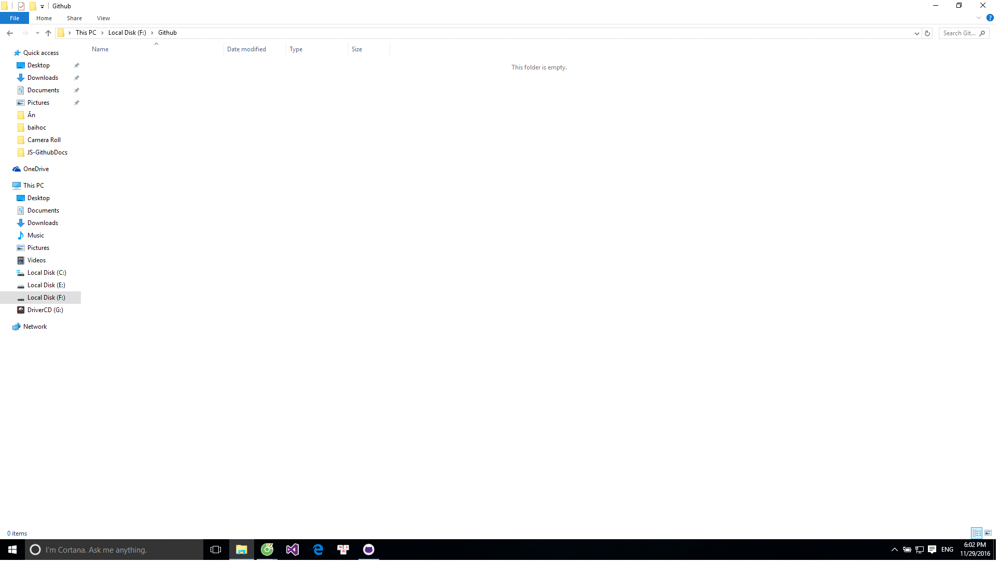 Github
File Home Share View
This PC Local Disk (F:) Github
Search Git...
Name Date modified Type Size
This folder is empty.
Quick access
Desktop
Downloads
Documents
Pictures
Ăn
baihoc
Camera Roll
JS-GithubDocs
OneDrive
This PC
Desktop
Documents
Downloads
Music
Pictures
Videos
Local Disk (C:)
Local Disk (E:)
Local Disk (F:)
DriverCD (G:)
Network
0 items
I'm Cortana. Ask me anything.
ENG
6:02 PM
11/29/2016